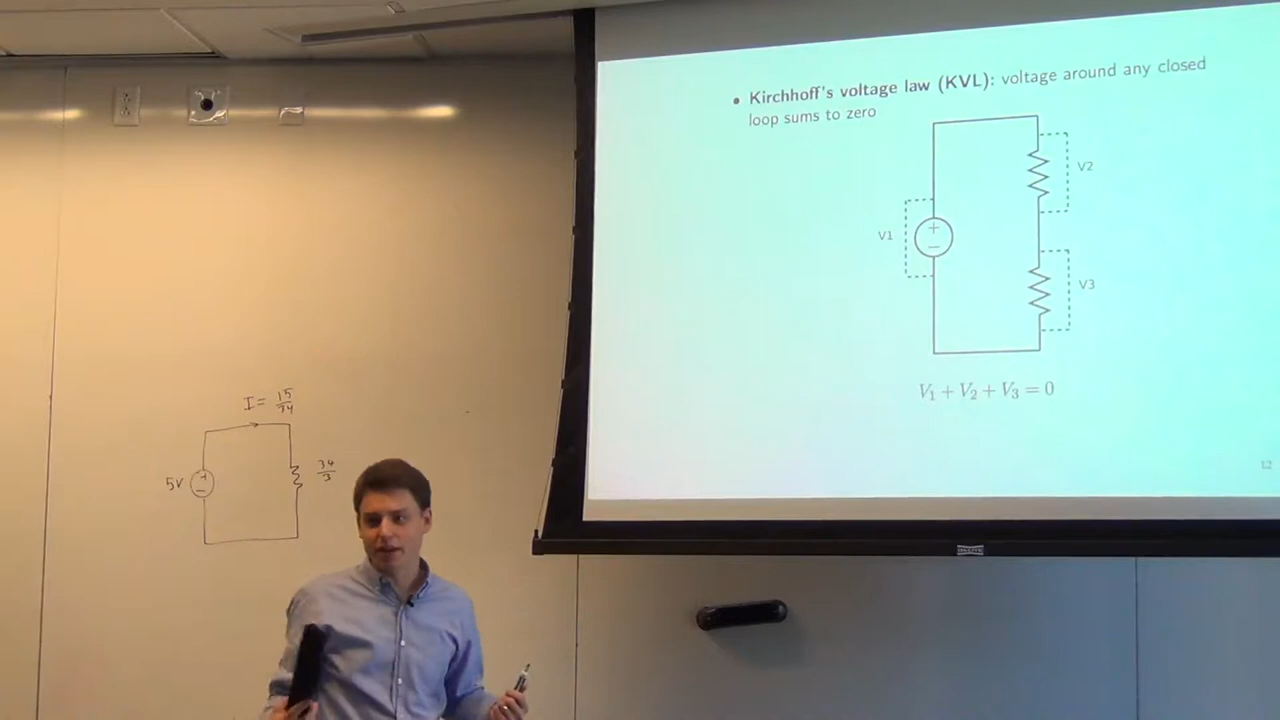 • Kirchhoff's voltage law (KVL): voltage around any closed
loop sums to zero
V1
+
−
V2
V3
V₁ + V₂ + V₃ = 0
12
I = 15/34
5V
+
−
34/3